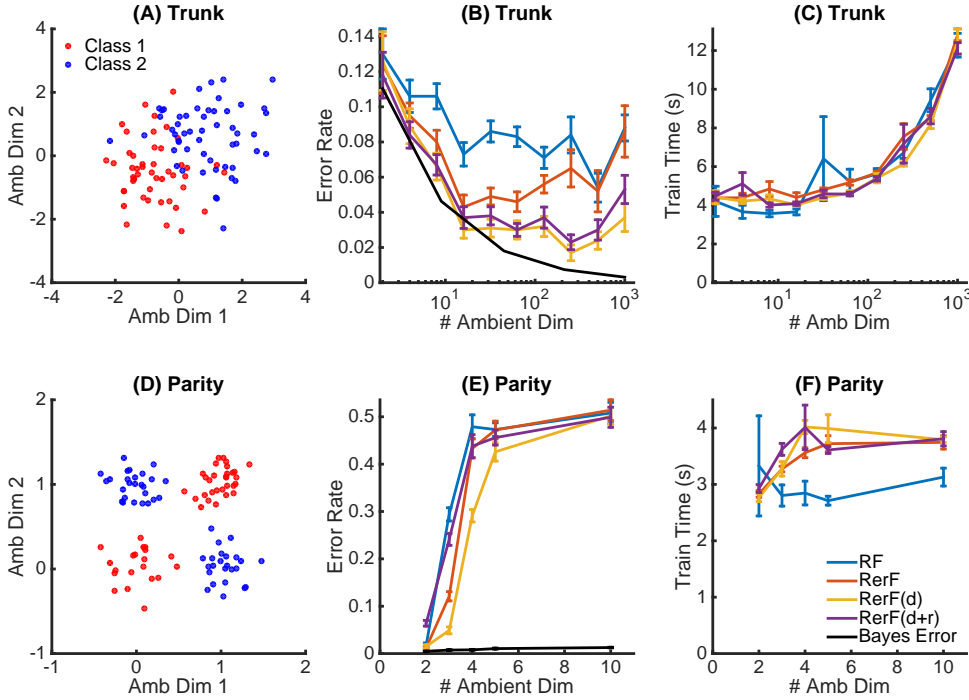 (A) Trunk
4
2
0
-2
-4
-4
-2
0
2
4
Amb Dim 2
Amb Dim 1
Class 1
Class 2
(B) Trunk
0.14
0.12
0.1
0.08
0.06
0.04
0.02
0
10^1
10^2
10^3
Error Rate
# Ambient Dim
(C) Trunk
12
10
8
6
4
2
0
10^1
10^2
10^3
Train Time (s)
# Amb Dim
(D) Parity
2
1
0
-1
-1
0
1
2
Amb Dim 2
Amb Dim 1
(E) Parity
0.5
0.4
0.3
0.2
0.1
0
0
2
4
6
8
10
Error Rate
# Ambient Dim
(F) Parity
4
3
2
1
0
0
2
4
6
8
10
Train Time (s)
# Amb Dim
RF
RerF
RerF(d)
RerF(d+r)
Bayes Error